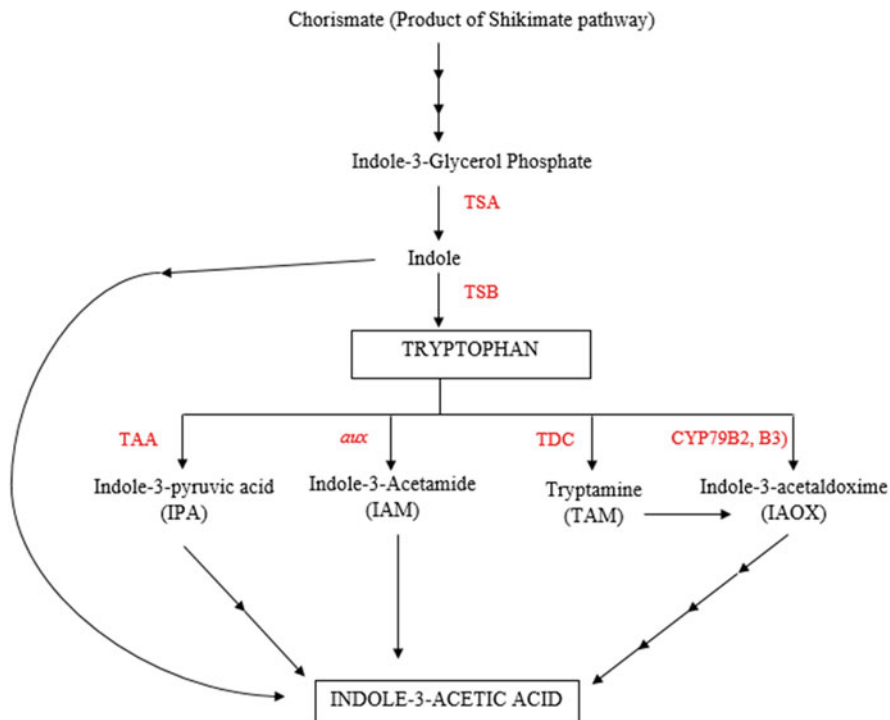 Chorismate (Product of Shikimate pathway)
Indole-3-Glycerol Phosphate
TSA
Indole
TSB
TRYPTOPHAN
TAA
aux
TDC
CYP79B2, B3)
Indole-3-pyruvic acid
(IPA)
Indole-3-Acetamide
(IAM)
Tryptamine
(TAM)
Indole-3-acetaldoxime
(IAOX)
INDOLE-3-ACETIC ACID